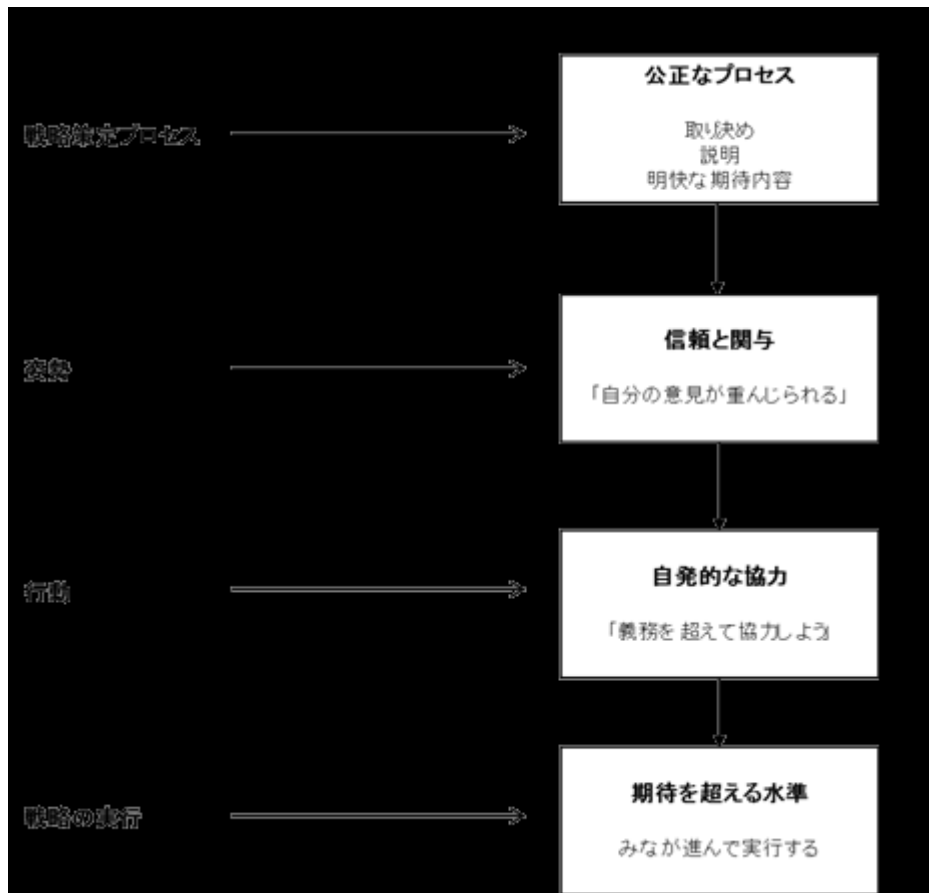 公正なプロセス
取り決め
説明
明快な期待内容
戦略策定プロセス
信頼と関与
「自分の意見が重んじられる」
姿勢
自発的な協力
「義務を超えて協力しよう
行動
期待を超える水準
みなが進んで実行する
戦略の実行